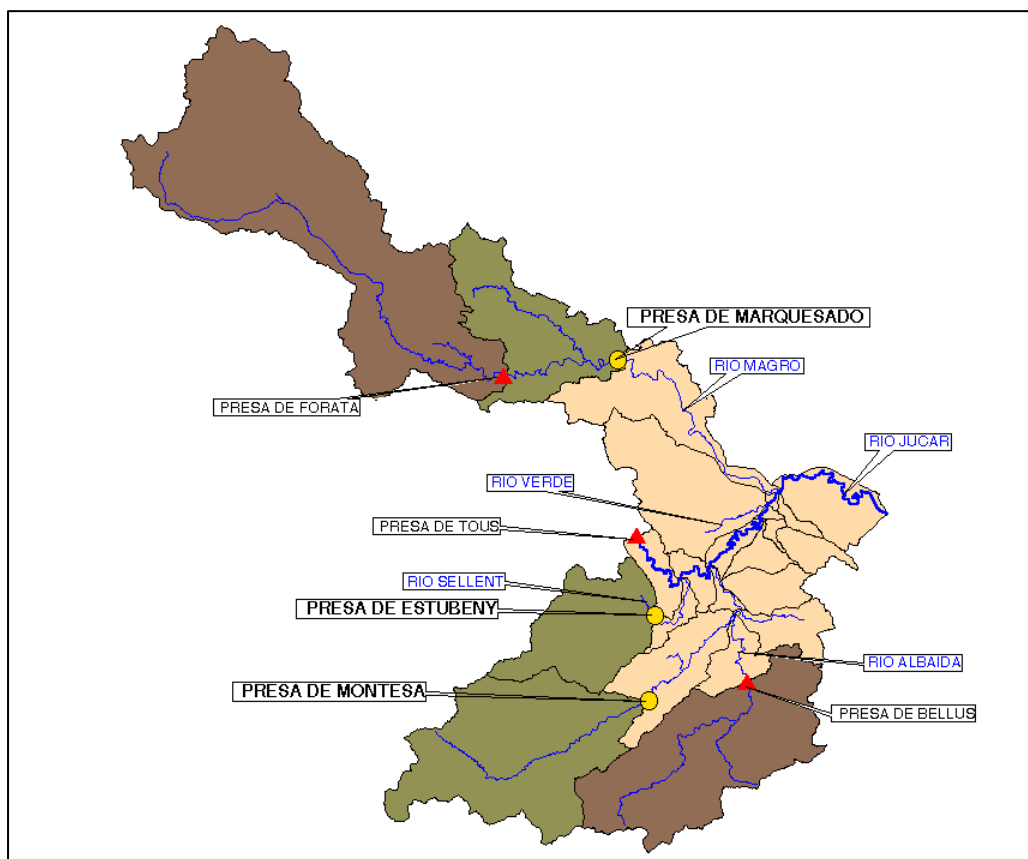 PRESA DE MARQUESADO
RIO MAGRO
PRESA DE FORATA
RIO JUCAR
RIO VERDE
PRESA DE TOUS
RIO SELLENT
PRESA DE ESTUBENY
RIO ALBAIDA
PRESA DE MONTESA
PRESA DE BELLUS